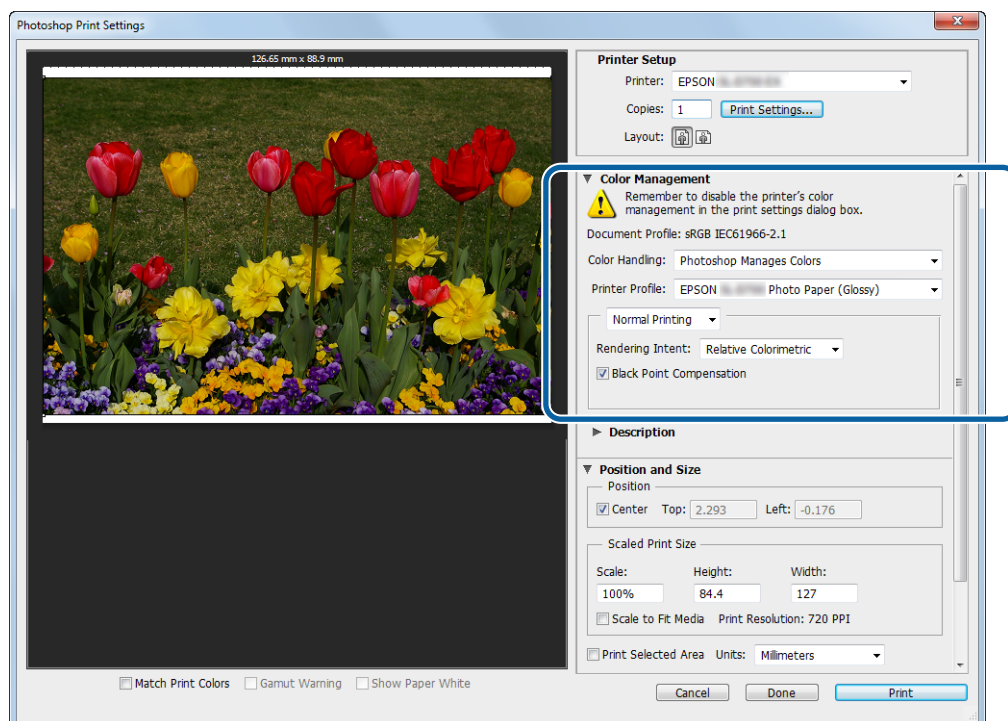 Photoshop Print Settings
126.65 mm x 88.9 mm
Printer Setup
Printer: EPSON
Copies: 1 Print Settings...
Layout:
Color Management
Remember to disable the printer's color
management in the print settings dialog box.
Document Profile: sRGB IEC61966-2.1
Color Handling: Photoshop Manages Colors
Printer Profile: EPSON Photo Paper (Glossy)
Normal Printing
Rendering Intent: Relative Colorimetric
Black Point Compensation
Description
Position and Size
Position
Center Top: 2.293 Left: -0.176
Scaled Print Size
Scale: Height: Width:
100% 84.4 127
Scale to Fit Media Print Resolution: 720 PPI
Print Selected Area Units: Millimeters
Match Print Colors Gamut Warning Show Paper White
Cancel Done Print